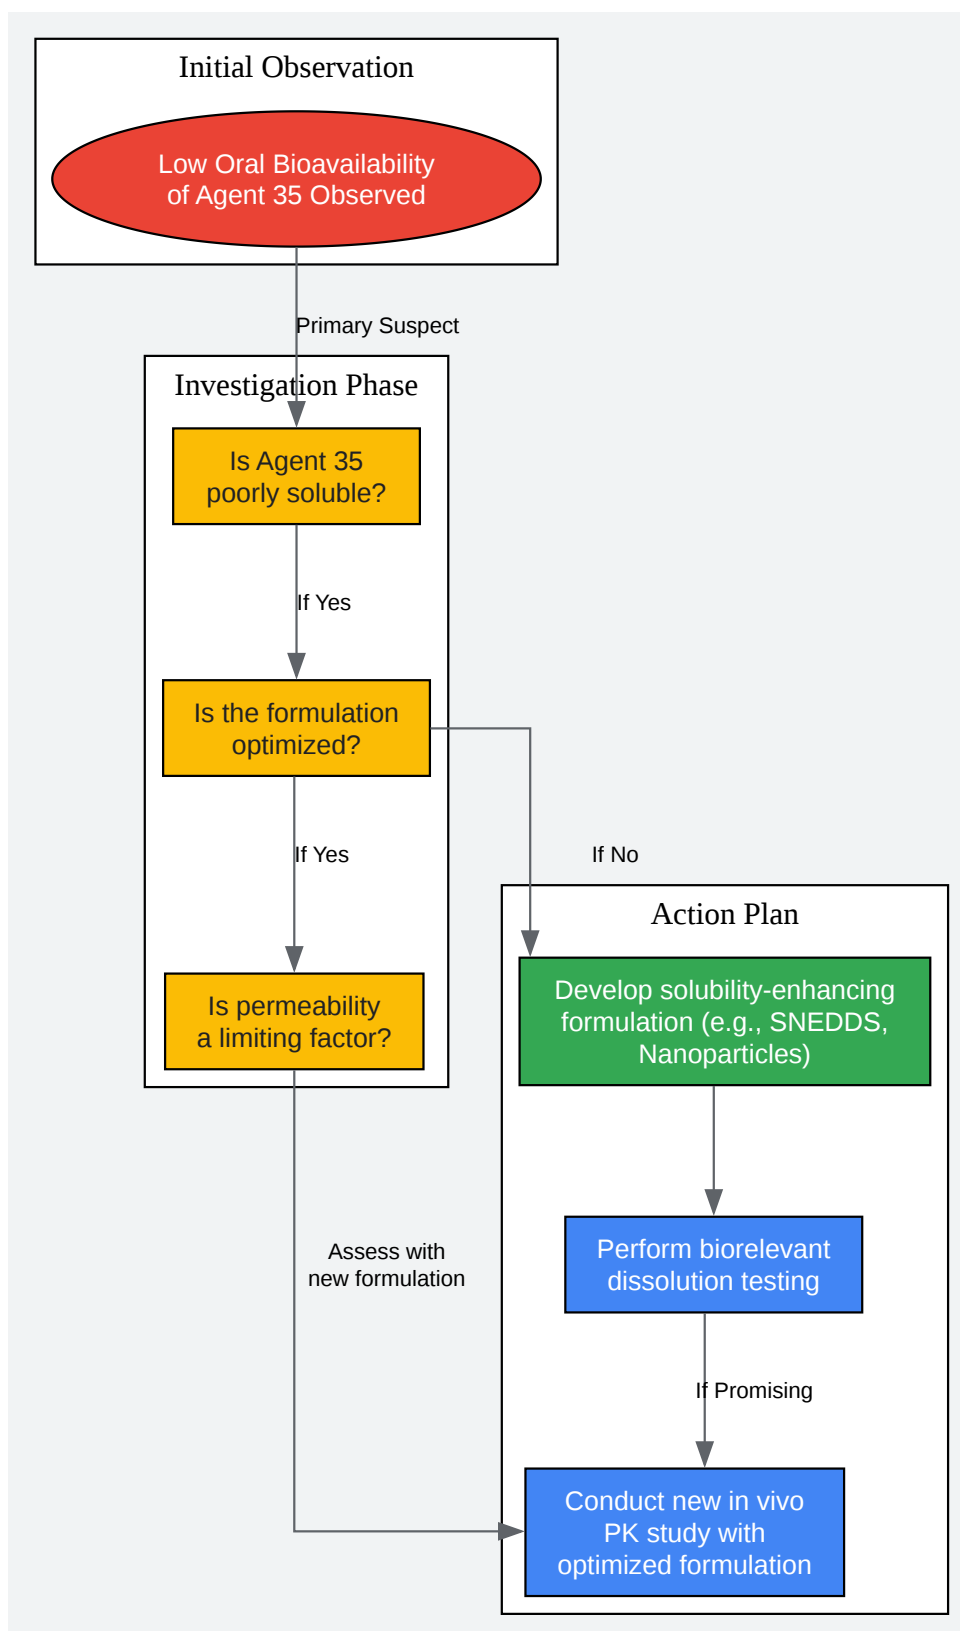 Initial Observation
Low Oral Bioavailability
of Agent 35 Observed
Primary Suspect
Investigation Phase
Is Agent 35
poorly soluble?
If Yes
Is the formulation
optimized?
If Yes
If No
Is permeability
a limiting factor?
Action Plan
Develop solubility-enhancing
formulation (e.g., SNEDDS,
Nanoparticles)
Assess with
new formulation
Perform biorelevant
dissolution testing
If Promising
Conduct new in vivo
PK study with
optimized formulation